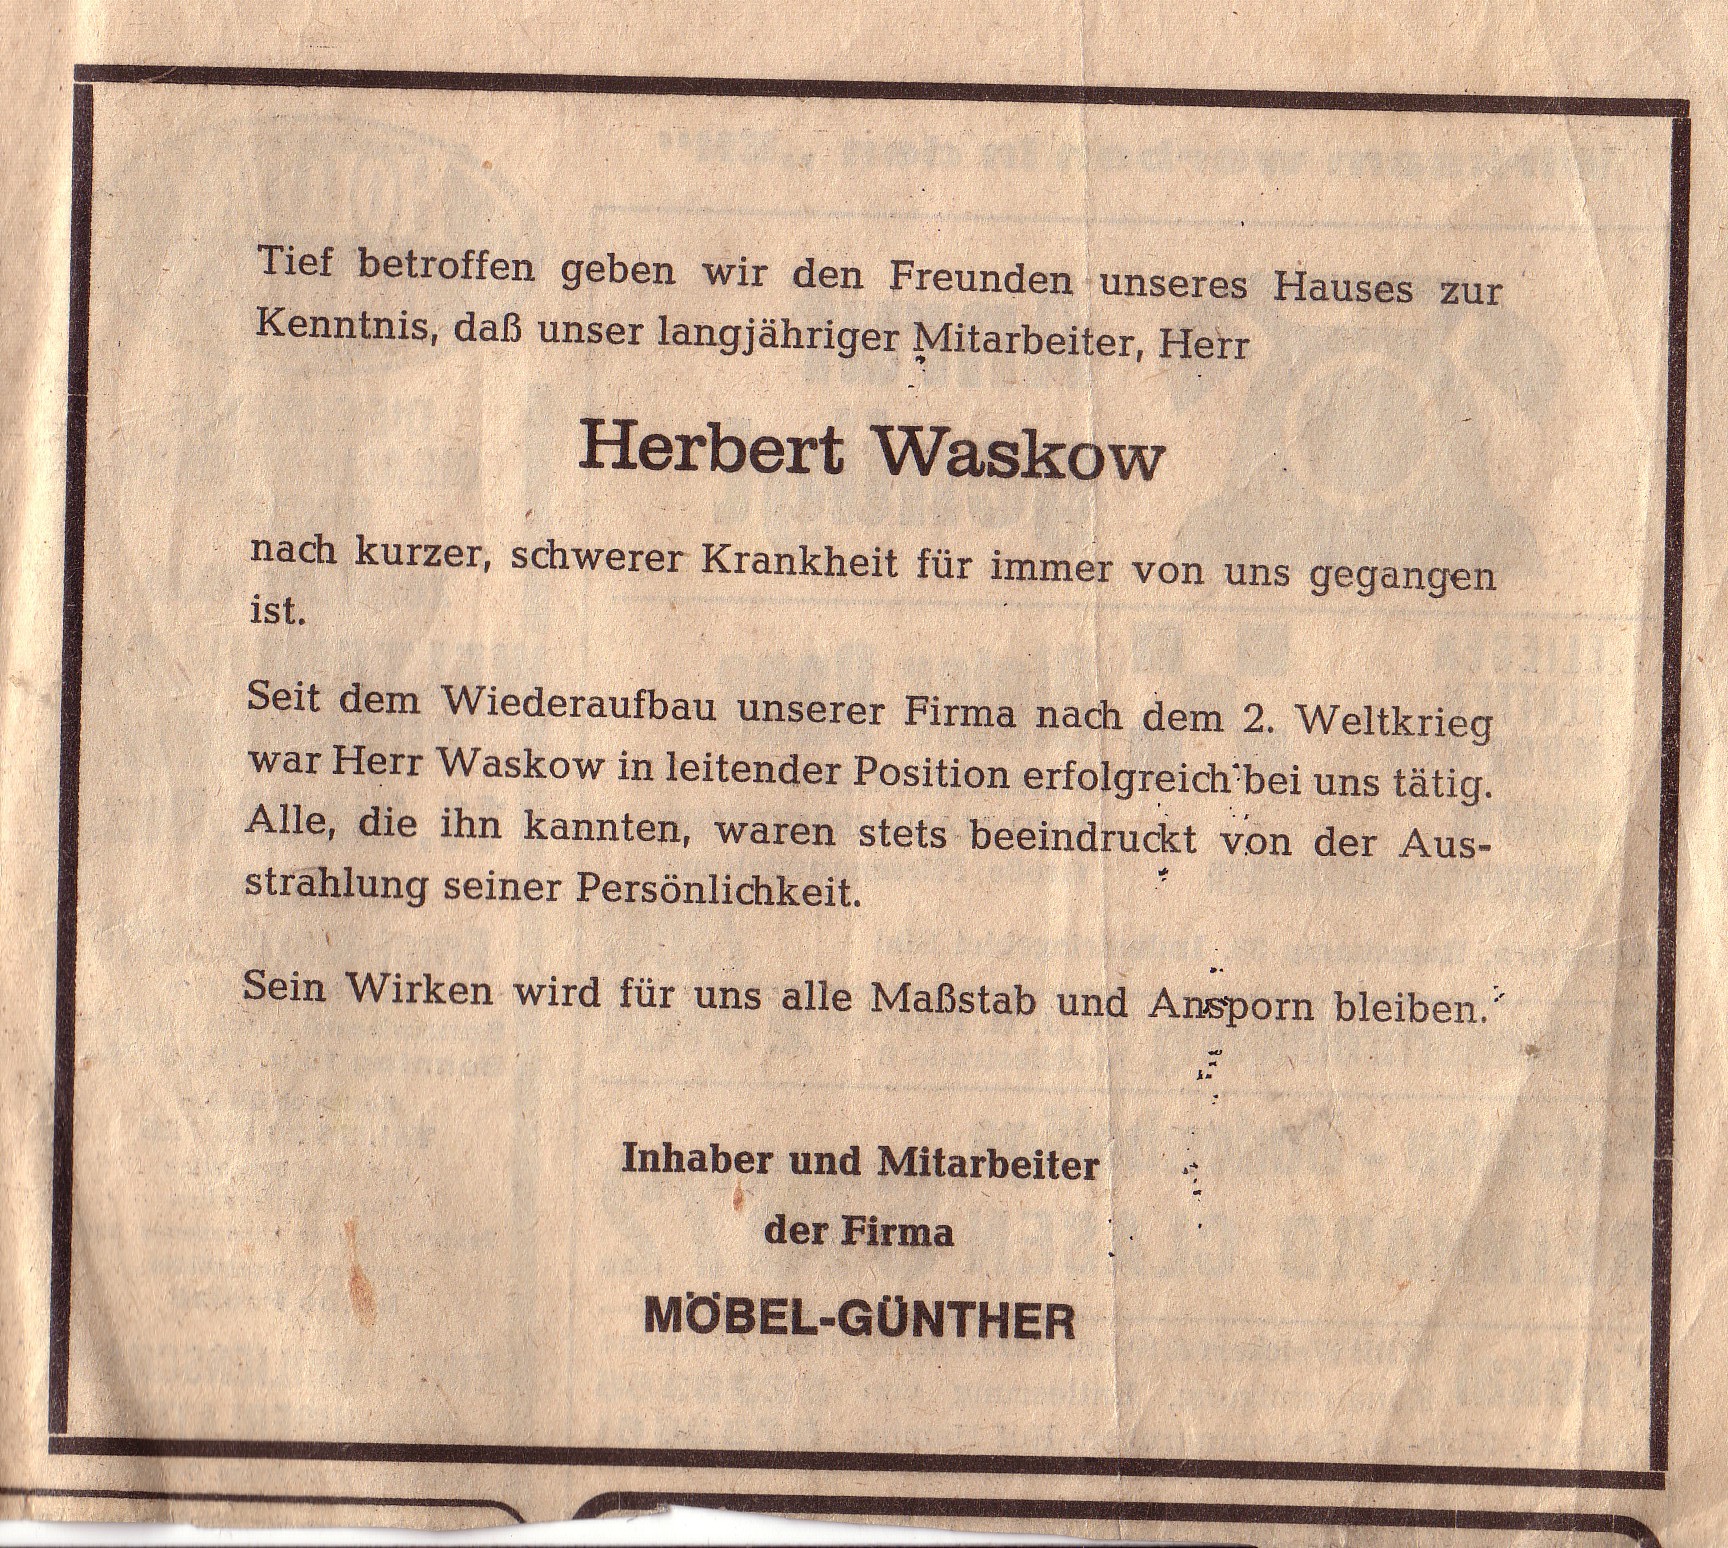 Tief betroffen geben wir den Freunden unseres Hauses zur
Kenntnis, daß unser langjähriger Mitarbeiter, Herr
Herbert Waskow
nach kurzer, schwerer Krankheit für immer von uns gegangen
ist.
Seit dem Wiederaufbau unserer Firma nach dem 2. Weltkrieg
war Herr Waskow in leitender Position erfolgreich bei uns tätig.
Alle, die ihn kannten, waren stets beeindruckt von der Aus-
strahlung seiner Persönlichkeit.
Sein Wirken wird für uns alle Maßstab und Ansporn bleiben.
Inhaber und Mitarbeiter
der Firma
MÖBEL-GÜNTHER